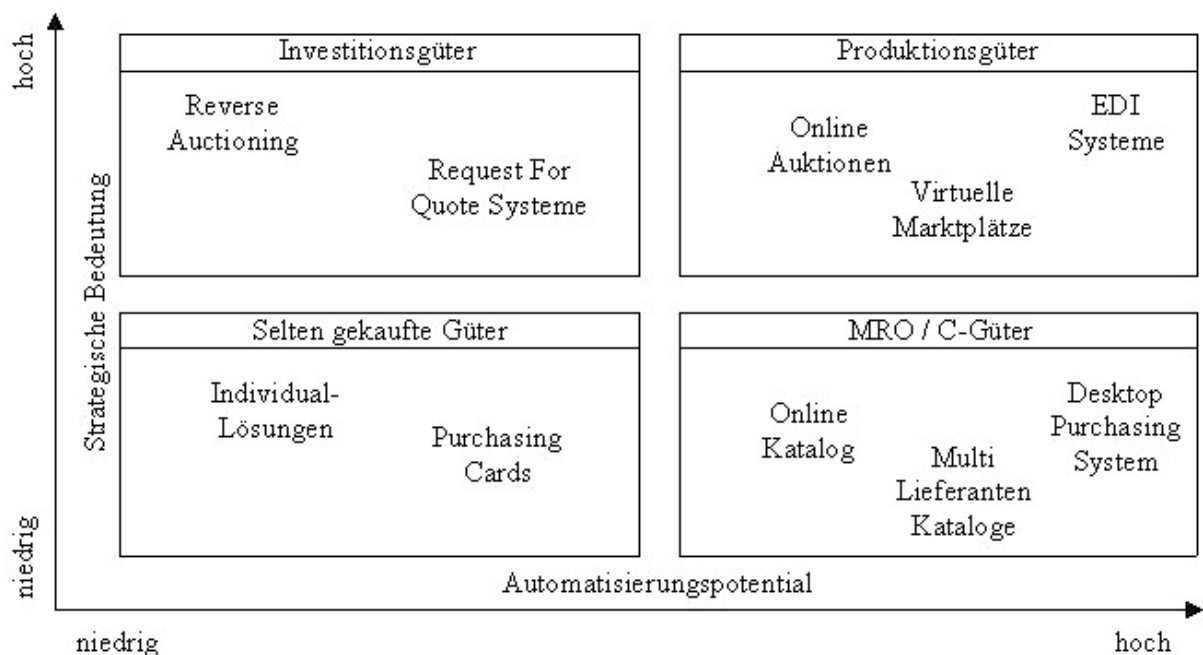 hoch
Strategische Bedeutung
niedrig
Investitionsgüter
Reverse
Auctioning
Request For
Quote Systeme
Produktionsgüter
Online
Auktionen
Virtuelle
Marktplätze
EDI
Systeme
Selten gekaufte Güter
Individual-
Lösungen
Purchasing
Cards
MRO / C-Güter
Online
Katalog
Multi
Lieferanten
Kataloge
Desktop
Purchasing
System
Automatisierungspotential
niedrig
hoch